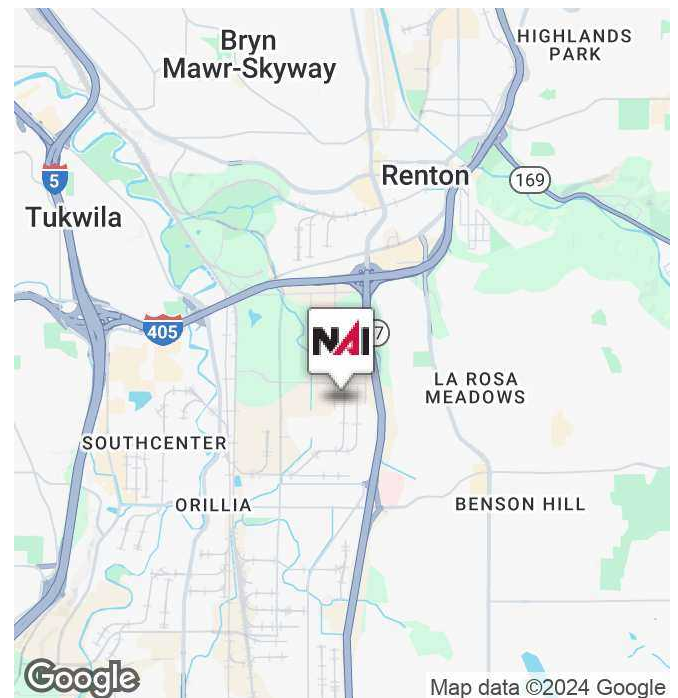 Bryn
Mawr-Skyway
HIGHLANDS
PARK
Renton
169
5
Tukwila
405
NAI
7
LA ROSA
MEADOWS
SOUTHCENTER
ORILLIA
BENSON HILL
Google
Map data ©2024 Google